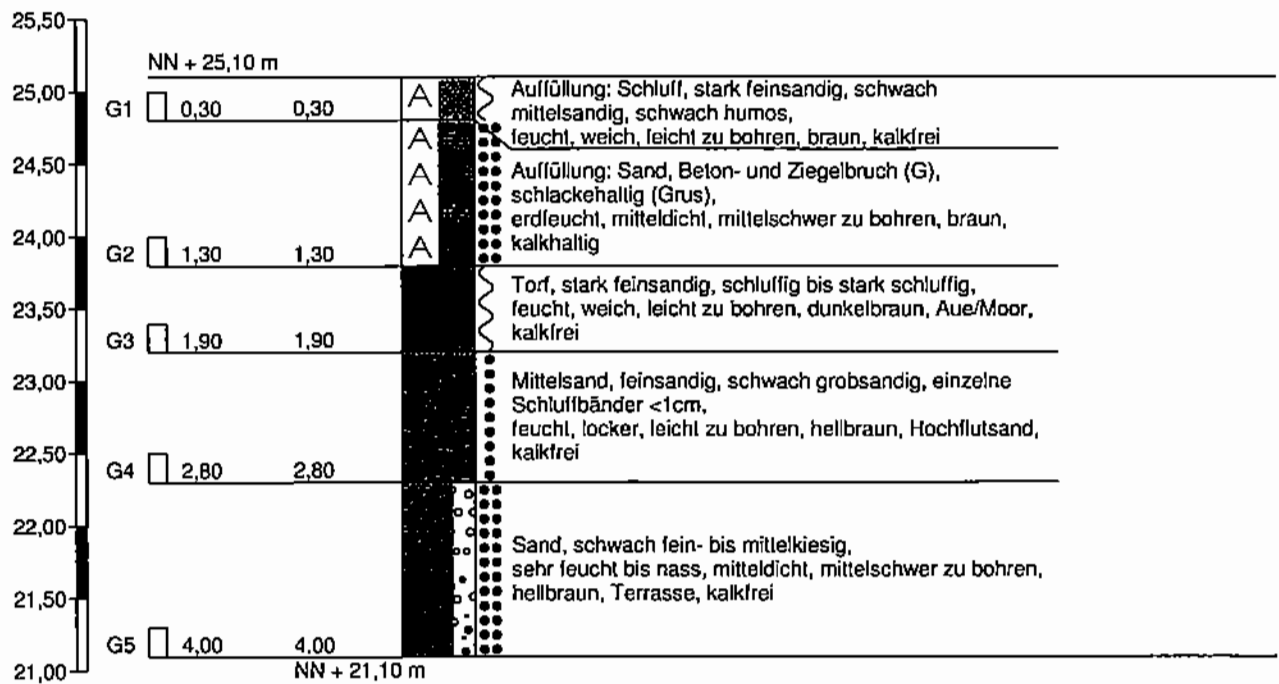 25,50
NN + 25,10 m
25,00
G1 0,30 0,30
A
Auffüllung: Schluff, stark feinsandig, schwach
mittelsandig, schwach humos,
feucht, weich, leicht zu bohren, braun, kalkfrei
24,50
A
A
A
A
Auffüllung: Sand, Beton- und Ziegelbruch (G),
schlackehaltig (Grus),
erdfeucht, mitteldicht, mittelschwer zu bohren, braun,
kalkhaltig
24,00
G2 1,30 1,30
Torf, stark feinsandig, schluffig bis stark schluffig,
feucht, weich, leicht zu bohren, dunkelbraun, Aue/Moor,
kalkfrei
23,50
G3 1,90 1,90
23,00
Mittelsand, feinsandig, schwach grobsandig, einzelne
Schluffbänder <1cm,
feucht, locker, leicht zu bohren, hellbraun, Hochflutsand,
kalkfrei
22,50
G4 2,80 2,80
22,00
Sand, schwach fein- bis mittelkiesig,
sehr feucht bis nass, mitteldicht, mittelschwer zu bohren,
hellbraun, Terrasse, kalkfrei
21,50
G5 4,00 4,00
21,00
NN + 21,10 m